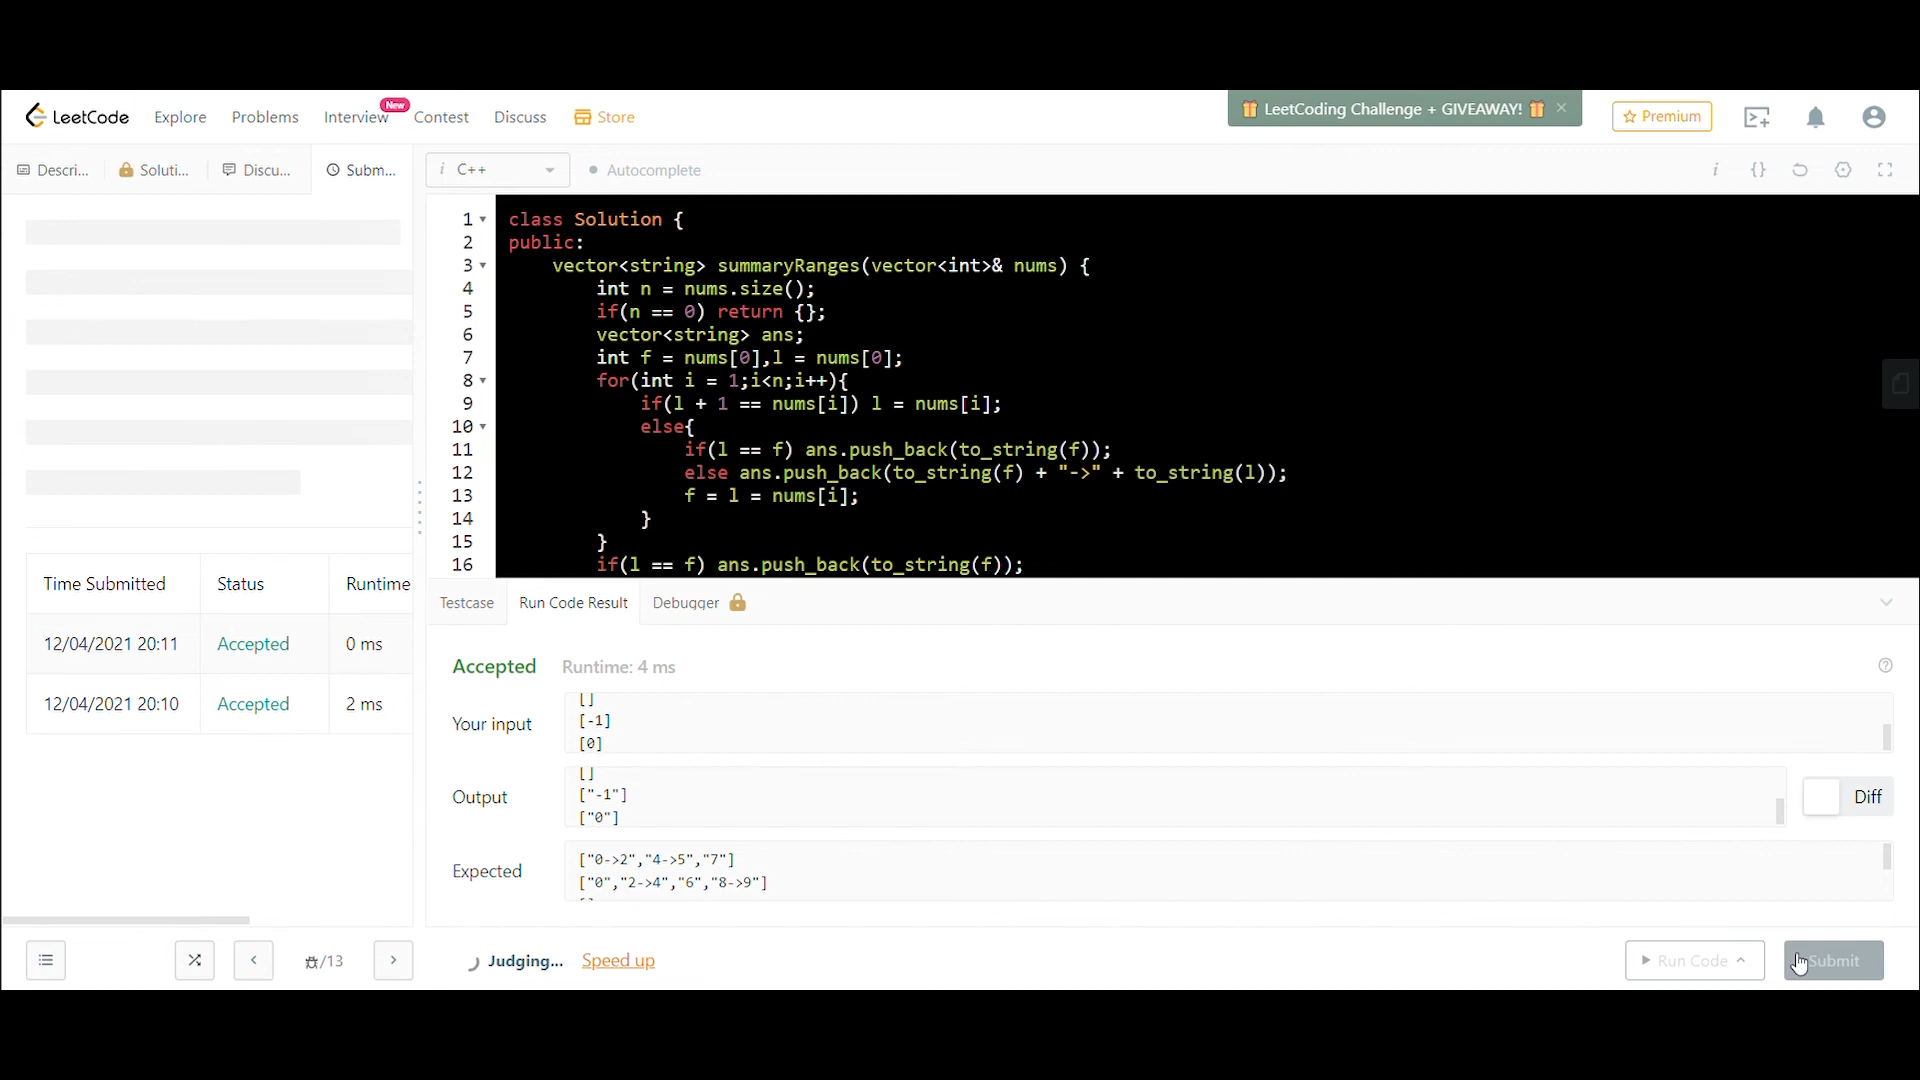 LeetCode Explore Problems Interview New Contest Discuss Store LeetCoding Challenge + GIVEAWAY! × Premium
Descri... Soluti... Discu... Subm... i C++ Autocomplete i {}
1 class Solution {
2 public:
3 vector<string> summaryRanges(vector<int>& nums) {
4 int n = nums.size();
5 if(n == 0) return {};
6 vector<string> ans;
7 int f = nums[0],l = nums[0];
8 for(int i = 1;i<n;i++){
9 if(l + 1 == nums[i]) l = nums[i];
10 else{
11 if(l == f) ans.push_back(to_string(f));
12 else ans.push_back(to_string(f) + "->" + to_string(l));
13 f = l = nums[i];
14 }
15 }
16 if(l == f) ans.push_back(to_string(f));
Time Submitted Status Runtime
12/04/2021 20:11 Accepted 0 ms
12/04/2021 20:10 Accepted 2 ms
Testcase Run Code Result Debugger
Accepted Runtime: 4 ms
Your input
[]
[-1]
[0]
Output
[]
["-1"]
["0"]
Diff
Expected
["0->2","4->5","7"]
["0","2->4","6","8->9"]
/13 Judging... Speed up Run Code Submit